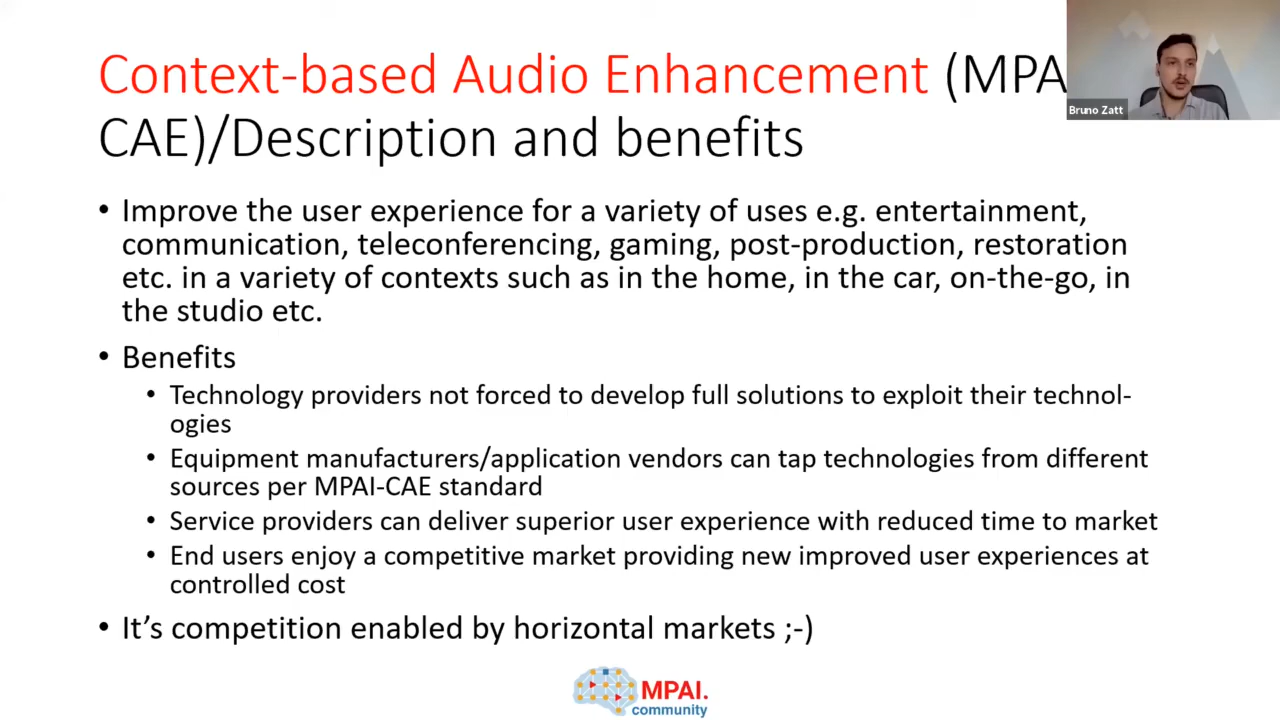 Context-based Audio Enhancement (MPA
CAE)/Description and benefits
Bruno Zatt
• Improve the user experience for a variety of uses e.g. entertainment,
communication, teleconferencing, gaming, post-production, restoration
etc. in a variety of contexts such as in the home, in the car, on-the-go, in
the studio etc.
• Benefits
• Technology providers not forced to develop full solutions to exploit their technol-
ogies
• Equipment manufacturers/application vendors can tap technologies from different
sources per MPAI-CAE standard
• Service providers can deliver superior user experience with reduced time to market
• End users enjoy a competitive market providing new improved user experiences at
controlled cost
• It's competition enabled by horizontal markets ;-)
MPAI.
community